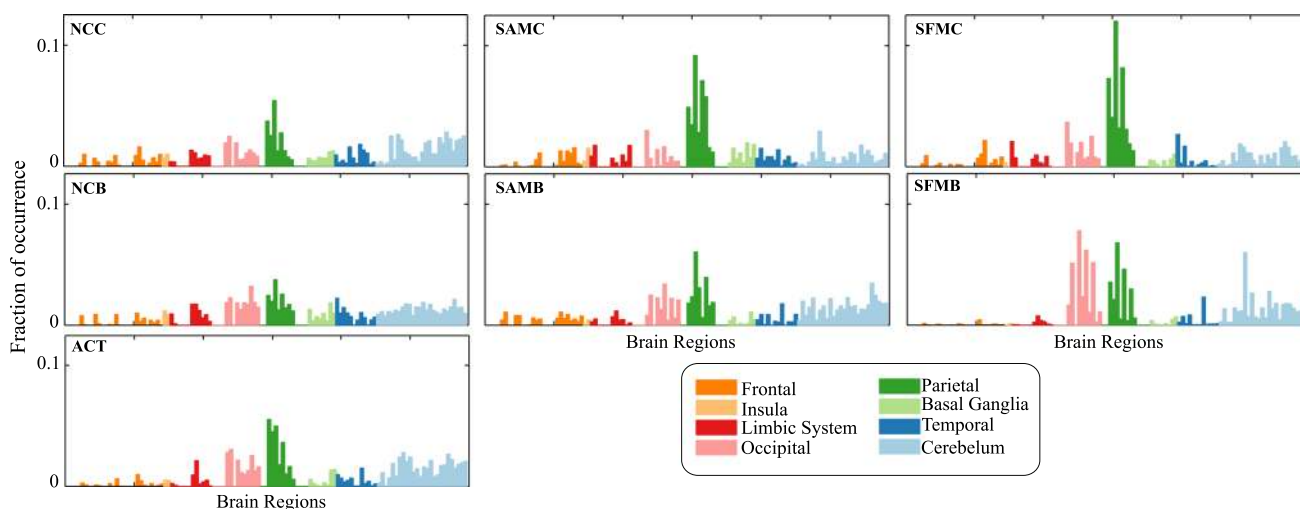 NCC
SAMC
SFMC
0.1
0
NCB
SAMB
SFMB
0.1
0
Fraction of occurrence
ACT
0.1
0
Brain Regions
Brain Regions
Brain Regions
Frontal
Insula
Limbic System
Occipital
Parietal
Basal Ganglia
Temporal
Cerebelum